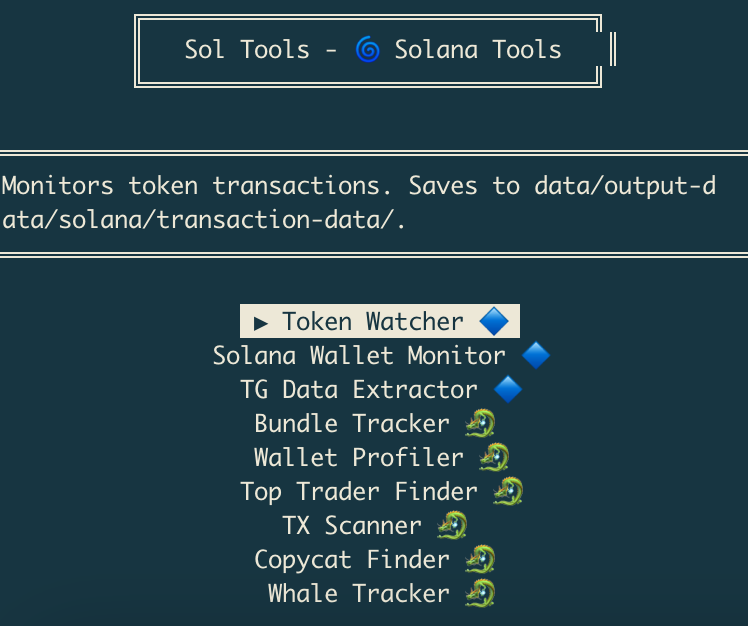 Sol Tools - 🌀 Solana Tools
Monitors token transactions. Saves to data/output-d
ata/solana/transaction-data/.
▶ Token Watcher 🔷
Solana Wallet Monitor 🔷
TG Data Extractor 🔷
Bundle Tracker 🐲
Wallet Profiler 🐲
Top Trader Finder 🐲
TX Scanner 🐲
Copycat Finder 🐲
Whale Tracker 🐲